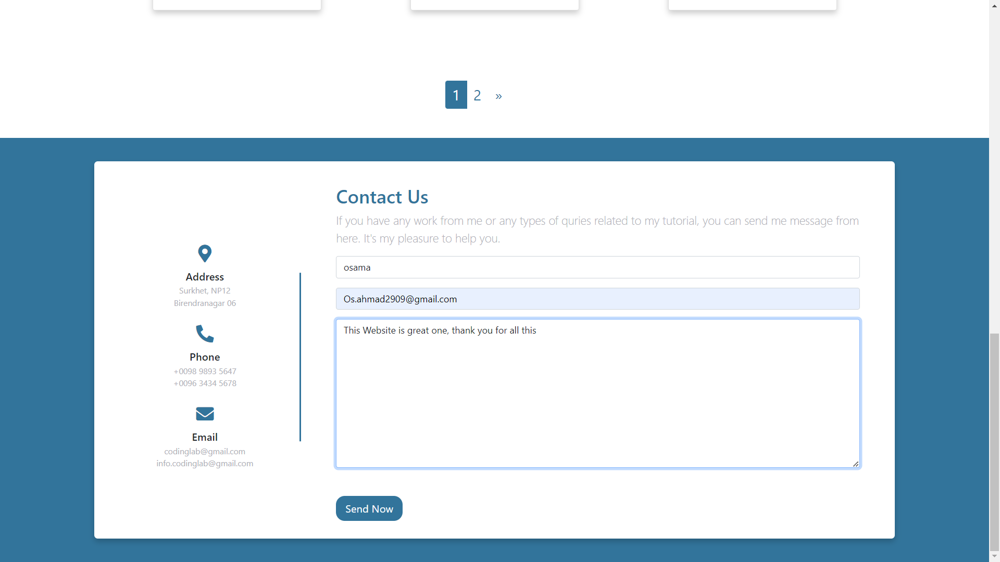 1 2 »
Contact Us
If you have any work from me or any types of quries related to my tutorial, you can send me message from
here. It's my pleasure to help you.
Address
Surkhet, NP12
Birendranagar 06
Phone
+0098 9893 5647
+0096 3434 5678
Email
codinglab@gmail.com
info.codinglab@gmail.com
osama
Os.ahmad2909@gmail.com
This Website is great one, thank you for all this
Send Now